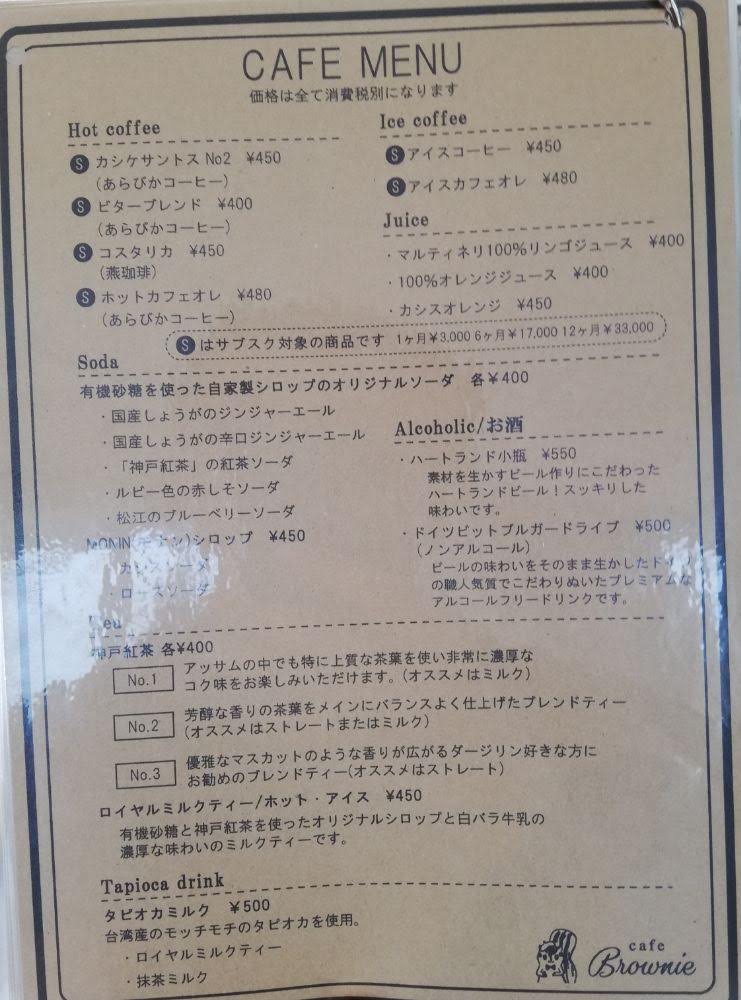 CAFE MENU
価格は全て消費税別になります
Hot coffee
S カシケサントス No2 ¥450
(あらびかコーヒー)
S ビターブレンド ¥400
(あらびかコーヒー)
S コスタリカ ¥450
(燕珈琲)
S ホットカフェオレ ¥480
(あらびかコーヒー)
Ice coffee
S アイスコーヒー ¥450
S アイスカフェオレ ¥480
Juice
・マルティネリ100%リンゴジュース ¥400
・100%オレンジジュース ¥400
・カシスオレンジ ¥450
S はサブスク対象の商品です 1ヶ月¥3,000 6ヶ月¥17,000 12ヶ月¥33,000
Soda
有機砂糖を使った自家製シロップのオリジナルソーダ 各¥400
・国産しょうがのジンジャーエール
・国産しょうがの辛口ジンジャーエール
・「神戸紅茶」の紅茶ソーダ
・ルビー色の赤しそソーダ
・松江のブルーベリーソーダ
MONIN(モナン)シロップ ¥450
・カシスソーダ
・ローズソーダ
Alcoholic/お酒
・ハートランド小瓶 ¥550
素材を生かすビール作りにこだわった
ハートランドビール！スッキリした
味わいです。
・ドイツビットブルガードライブ ¥500
(ノンアルコール)
ビールの味わいをそのまま生かしたドイツ
の職人気質でこだわりぬいたプレミアムな
アルコールフリードリンクです。
Tea
神戸紅茶 各¥400
No.1 アッサムの中でも特に上質な茶葉を使い非常に濃厚な
コク味をお楽しみいただけます。(オススメはミルク)
No.2 芳醇な香りの茶葉をメインにバランスよく仕上げたブレンドティー
(オススメはストレートまたはミルク)
No.3 優雅なマスカットのような香りが広がるダージリン好きな方に
お勧めのブレンドティー(オススメはストレート)
ロイヤルミルクティー/ホット・アイス ¥450
有機砂糖と神戸紅茶を使ったオリジナルシロップと白バラ牛乳の
濃厚な味わいのミルクティーです。
Tapioca drink
タピオカミルク ¥500
台湾産のモッチモチのタピオカを使用。
・ロイヤルミルクティー
・抹茶ミルク
cafe
Brownie